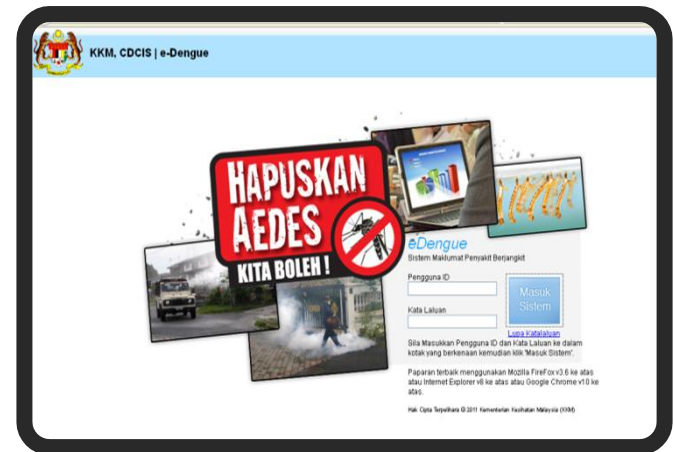 KKM, CDCIS | e-Dengue
HAPUSKAN
AEDES
KITA BOLEH !
eDengue
Sistem Maklumat Penyakit Berjangkit
Pengguna ID
Masuk
Sistem
Kata Laluan
Lupa Katalaluan
Sila Masukkan Pengguna ID dan Kata Laluan ke dalam
kotak yang berkenaan kemudian klik 'Masuk Sistem'.
Paparan terbaik menggunakan Mozilla FireFox v3.6 ke atas
atau Internet Explorer v8 ke atas atau Google Chrome v10 ke
atas.
Hak Cipta Terpelihara © 2011 Kementerian Kesihatan Malaysia (KKM)